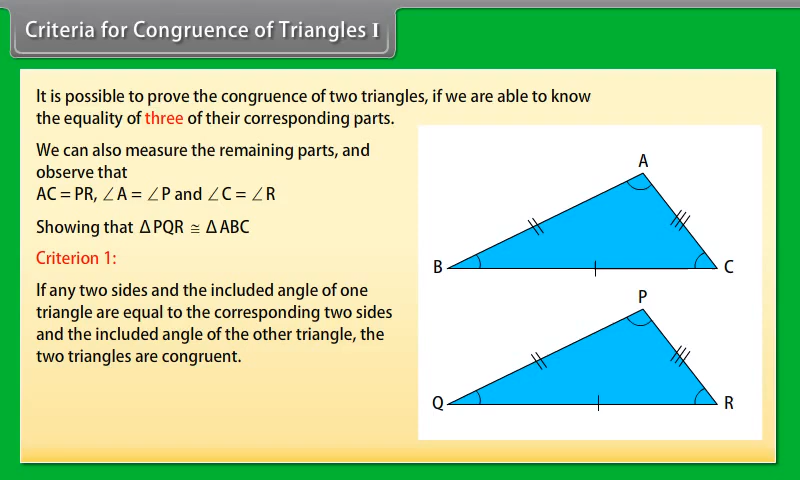 Criteria for Congruence of Triangles I
It is possible to prove the congruence of two triangles, if we are able to know
the equality of three of their corresponding parts.
We can also measure the remaining parts, and
observe that
AC = PR, ∠A = ∠P and ∠C = ∠R
Showing that ΔPQR ≅ ΔABC
Criterion 1:
If any two sides and the included angle of one
triangle are equal to the corresponding two sides
and the included angle of the other triangle, the
two triangles are congruent.
A
B
C
P
Q
R